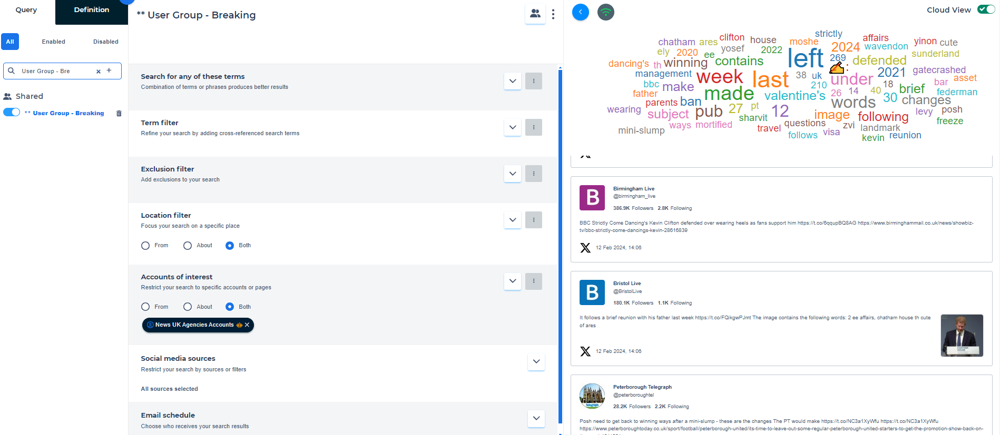 Query
Definition
All
Enabled
Disabled
User Group - Bre
Shared
** User Group - Breaking
** User Group - Breaking
Search for any of these terms
Combination of terms or phrases produces better results
Term filter
Refine your search by adding cross-referenced search terms
Exclusion filter
Add exclusions to your search
Location filter
Focus your search on a specific place
From About Both
Accounts of interest
Restrict your search to specific accounts or pages
From About Both
News UK Agencies Accounts
Social media sources
Restrict your search by sources or filters
All sources selected
Email schedule
Choose who receives your search results
Cloud View
strictly
chatham ares clifton house moshe affairs yinon cute
ely 2020 ee yosef 2022 left 2024 wavendon sunderland
dancing's th winning contains 269 defended
management week last 38 uk under : 2021 gatecrashed
bbc make 210 18 brief bar asset
father made valentine's 26 14 40 federman
parents ban words 30 changes
wearing subject pub 27 pt 12 image following levy posh
ways mortified sharvit questions zvi freeze
mini-slump travel visa landmark
follows kevin reunion
Birmingham Live
@birmingham_live
386.9K Followers 2.8K Following
BBC Strictly Come Dancing's Kevin Clifton defended over wearing heels as fans support him https://t.co/6qqupBQ8AG https://www.birminghammail.co.uk/news/showbiz-
tv/bbc-strictly-come-dancings-kevin-28616839
12 Feb 2024, 14:06
Bristol Live
@BristolLive
180.1K Followers 1.1K Following
It follows a brief reunion with his father last week https://t.co/FQikgwPJmt The image contains the following words: 2 ee affairs, chatham house th cute
of ares
CHATHAM
HOUSE
12 Feb 2024, 14:06
Peterborough Telegraph
@peterboroughtel
28.2K Followers 2.2K Following
Telegraph
Posh need to get back to winning ways after a mini-slump - these are the changes The PT would make https://t.co/NC3a1XyWfu https://t.co/NC3a1XyWfu
https://www.peterboroughtoday.co.uk/sport/football/peterborough-united/its-time-to-leave-out-some-regular-peterborough-united-starters-to-get-the-promotion-show-back-on-